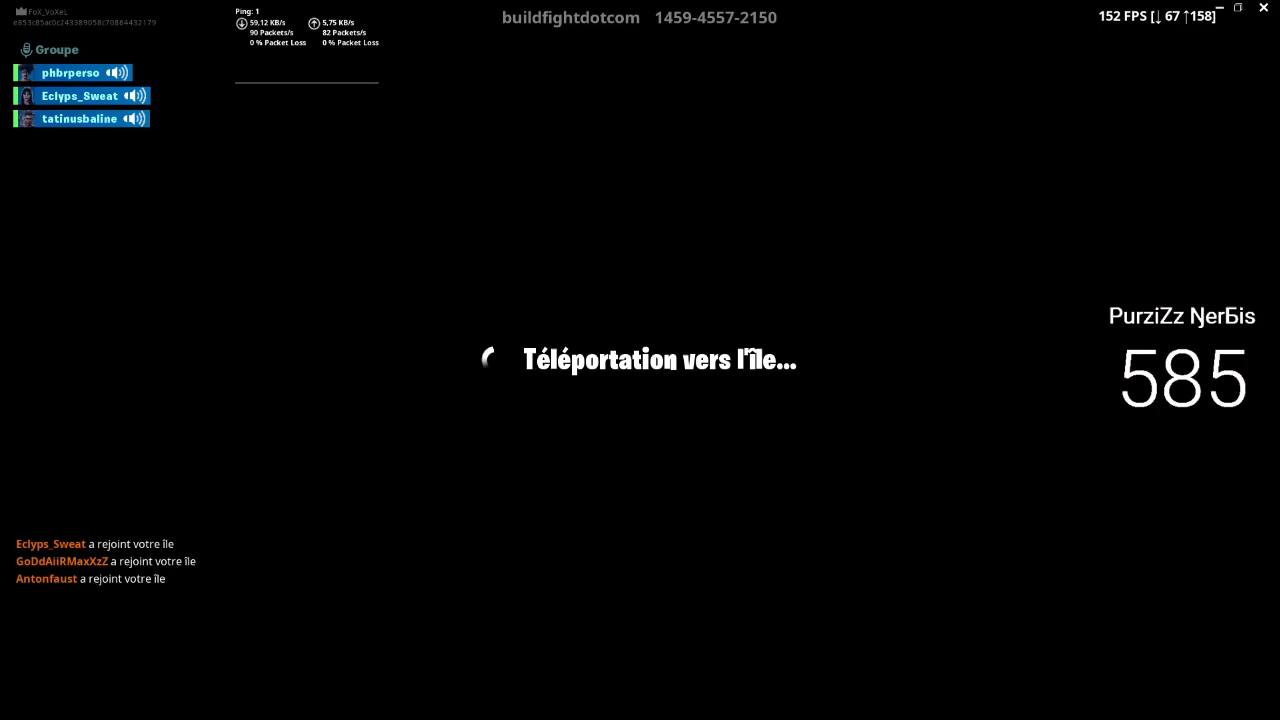 FoX_VoXeL
e853c85ac0c243389058c70864432179
Groupe
phbrperso
Eclyps_Sweat
tatinusbaline
Ping: 1
59,12 KB/s 5,75 KB/s
90 Packets/s 82 Packets/s
0 % Packet Loss 0 % Packet Loss
buildfightdotcom 1459-4557-2150
152 FPS [↓ 67 ↑158]
Téléportation vers l'île...
PurziZz ŊerƂis
585
Eclyps_Sweat a rejoint votre île
GoDdAiiRMaxXzZ a rejoint votre île
Antonfaust a rejoint votre île